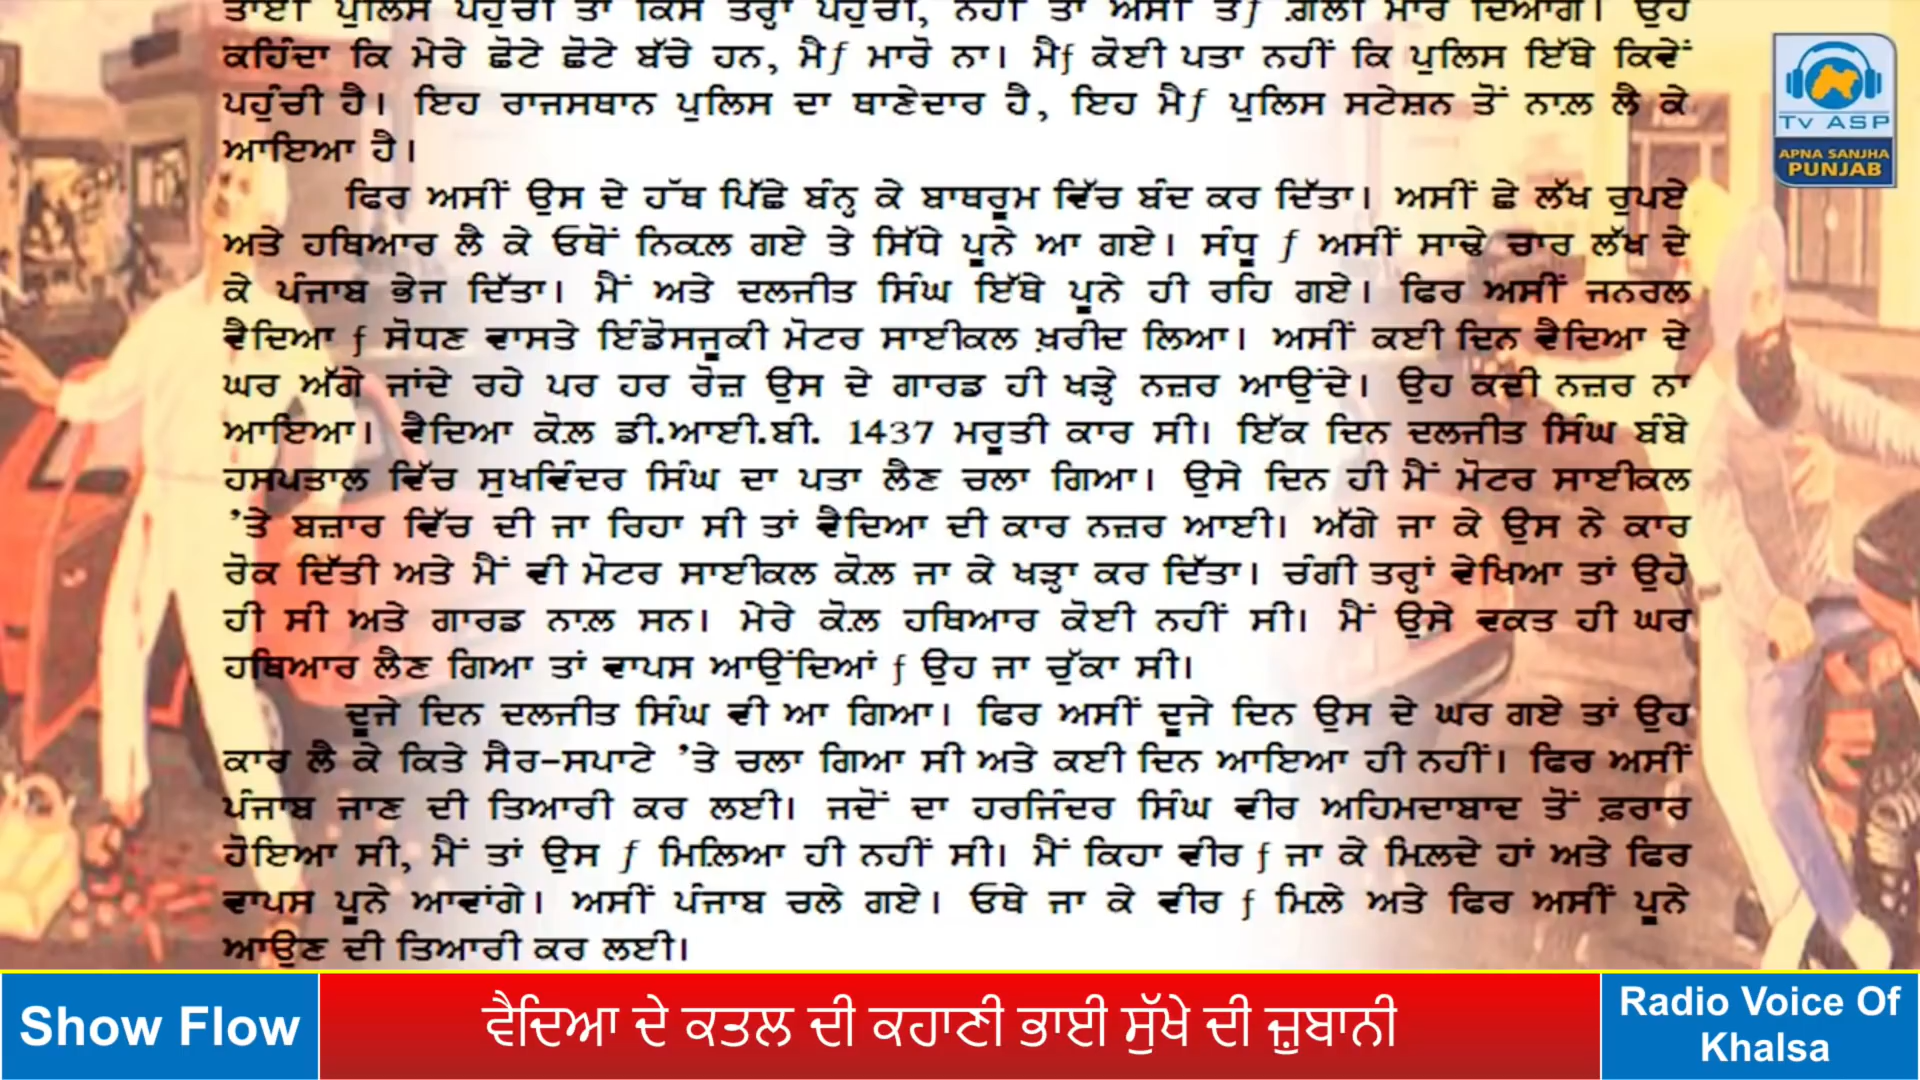 ਤਾਈਂ ਪੁਲਿਸ ਪਹੁੰਚੀ ਤਾਂ ਕਿਸ ਤਰ੍ਹਾਂ ਪਹੁੰਚੀ, ਨਹੀਂ ਤਾਂ ਅਸੀਂ ਤੈƒ ਗ਼ੋਲੀ ਮਾਰ ਦਿਆਂਗੇ। ਉਹ
ਕਹਿੰਦਾ ਕਿ ਮੇਰੇ ਛੋਟੇ ਛੋਟੇ ਬੱਚੇ ਹਨ, ਮੈƒ ਮਾਰੋ ਨਾ। ਮੈƒ ਕੋਈ ਪਤਾ ਨਹੀਂ ਕਿ ਪੁਲਿਸ ਇੱਥੇ ਕਿਵੇਂ
ਪਹੁੰਚੀ ਹੈ। ਇਹ ਰਾਜਸਥਾਨ ਪੁਲਿਸ ਦਾ ਥਾਣੇਦਾਰ ਹੈ, ਇਹ ਮੈƒ ਪੁਲਿਸ ਸਟੇਸ਼ਨ ਤੋਂ ਨਾਲ਼ ਲੈ ਕੇ
ਆਇਆ ਹੈ।
ਫਿਰ ਅਸੀਂ ਉਸ ਦੇ ਹੱਥ ਪਿੱਛੇ ਬੰਨ੍ਹ ਕੇ ਬਾਥਰੂਮ ਵਿੱਚ ਬੰਦ ਕਰ ਦਿੱਤਾ। ਅਸੀਂ ਛੇ ਲੱਖ ਰੁਪਏ
ਅਤੇ ਹਥਿਆਰ ਲੈ ਕੇ ਓਥੋਂ ਨਿਕਲ਼ ਗਏ ਤੇ ਸਿੱਧੇ ਪੂਨੇ ਆ ਗਏ। ਸੰਧੂ ƒ ਅਸੀਂ ਸਾਢੇ ਚਾਰ ਲੱਖ ਦੇ
ਕੇ ਪੰਜਾਬ ਭੇਜ ਦਿੱਤਾ। ਮੈਂ ਅਤੇ ਦਲਜੀਤ ਸਿੰਘ ਇੱਥੇ ਪੂਨੇ ਹੀ ਰਹਿ ਗਏ। ਫਿਰ ਅਸੀਂ ਜਨਰਲ
ਵੈਦਿਆ ƒ ਸੋਧਣ ਵਾਸਤੇ ਇੰਡੋਸਜੂਕੀ ਮੋਟਰ ਸਾਈਕਲ ਖ਼ਰੀਦ ਲਿਆ। ਅਸੀਂ ਕਈ ਦਿਨ ਵੈਦਿਆ ਦੇ
ਘਰ ਅੱਗੇ ਜਾਂਦੇ ਰਹੇ ਪਰ ਹਰ ਰੋਜ਼ ਉਸ ਦੇ ਗਾਰਡ ਹੀ ਖੜ੍ਹੇ ਨਜ਼ਰ ਆਉਂਦੇ। ਉਹ ਕਦੀ ਨਜ਼ਰ ਨਾ
ਆਇਆ। ਵੈਦਿਆ ਕੋਲ਼ ਡੀ.ਆਈ.ਬੀ. 1437 ਮਰੂਤੀ ਕਾਰ ਸੀ। ਇੱਕ ਦਿਨ ਦਲਜੀਤ ਸਿੰਘ ਬੰਬੇ
ਹਸਪਤਾਲ ਵਿੱਚ ਸੁਖਵਿੰਦਰ ਸਿੰਘ ਦਾ ਪਤਾ ਲੈਣ ਚਲਾ ਗਿਆ। ਉਸੇ ਦਿਨ ਹੀ ਮੈਂ ਮੋਟਰ ਸਾਈਕਲ
'ਤੇ ਬਜ਼ਾਰ ਵਿੱਚ ਦੀ ਜਾ ਰਿਹਾ ਸੀ ਤਾਂ ਵੈਦਿਆ ਦੀ ਕਾਰ ਨਜ਼ਰ ਆਈ। ਅੱਗੇ ਜਾ ਕੇ ਉਸ ਨੇ ਕਾਰ
ਰੋਕ ਦਿੱਤੀ ਅਤੇ ਮੈਂ ਵੀ ਮੋਟਰ ਸਾਈਕਲ ਕੋਲ਼ ਜਾ ਕੇ ਖੜ੍ਹਾ ਕਰ ਦਿੱਤਾ। ਚੰਗੀ ਤਰ੍ਹਾਂ ਵੇਖਿਆ ਤਾਂ ਉਹੋ
ਹੀ ਸੀ ਅਤੇ ਗਾਰਡ ਨਾਲ਼ ਸਨ। ਮੇਰੇ ਕੋਲ਼ ਹਥਿਆਰ ਕੋਈ ਨਹੀਂ ਸੀ। ਮੈਂ ਉਸੇ ਵਕਤ ਹੀ ਘਰ
ਹਥਿਆਰ ਲੈਣ ਗਿਆ ਤਾਂ ਵਾਪਸ ਆਉਂਦਿਆਂ ƒ ਉਹ ਜਾ ਚੁੱਕਾ ਸੀ।
ਦੂਜੇ ਦਿਨ ਦਲਜੀਤ ਸਿੰਘ ਵੀ ਆ ਗਿਆ। ਫਿਰ ਅਸੀਂ ਦੂਜੇ ਦਿਨ ਉਸ ਦੇ ਘਰ ਗਏ ਤਾਂ ਉਹ
ਕਾਰ ਲੈ ਕੇ ਕਿਤੇ ਸੈਰ-ਸਪਾਟੇ 'ਤੇ ਚਲਾ ਗਿਆ ਸੀ ਅਤੇ ਕਈ ਦਿਨ ਆਇਆ ਹੀ ਨਹੀਂ। ਫਿਰ ਅਸੀਂ
ਪੰਜਾਬ ਜਾਣ ਦੀ ਤਿਆਰੀ ਕਰ ਲਈ। ਜਦੋਂ ਦਾ ਹਰਜਿੰਦਰ ਸਿੰਘ ਵੀਰ ਅਹਿਮਦਾਬਾਦ ਤੋਂ ਫ਼ਰਾਰ
ਹੋਇਆ ਸੀ, ਮੈਂ ਤਾਂ ਉਸ ƒ ਮਿਲ਼ਿਆ ਹੀ ਨਹੀਂ ਸੀ। ਮੈਂ ਕਿਹਾ ਵੀਰ ƒ ਜਾ ਕੇ ਮਿਲ਼ਦੇ ਹਾਂ ਅਤੇ ਫਿਰ
ਵਾਪਸ ਪੂਨੇ ਆਵਾਂਗੇ। ਅਸੀਂ ਪੰਜਾਬ ਚਲੇ ਗਏ। ਓਥੇ ਜਾ ਕੇ ਵੀਰ ƒ ਮਿਲ਼ੇ ਅਤੇ ਫਿਰ ਅਸੀਂ ਪੂਨੇ
ਆਉਣ ਦੀ ਤਿਆਰੀ ਕਰ ਲਈ।
TV ASP
APNA SANJHA
PUNJAB
Show Flow
ਵੈਦਿਆ ਦੇ ਕਤਲ ਦੀ ਕਹਾਣੀ ਭਾਈ ਸੁੱਖੇ ਦੀ ਜ਼ੁਬਾਨੀ
Radio Voice Of
Khalsa